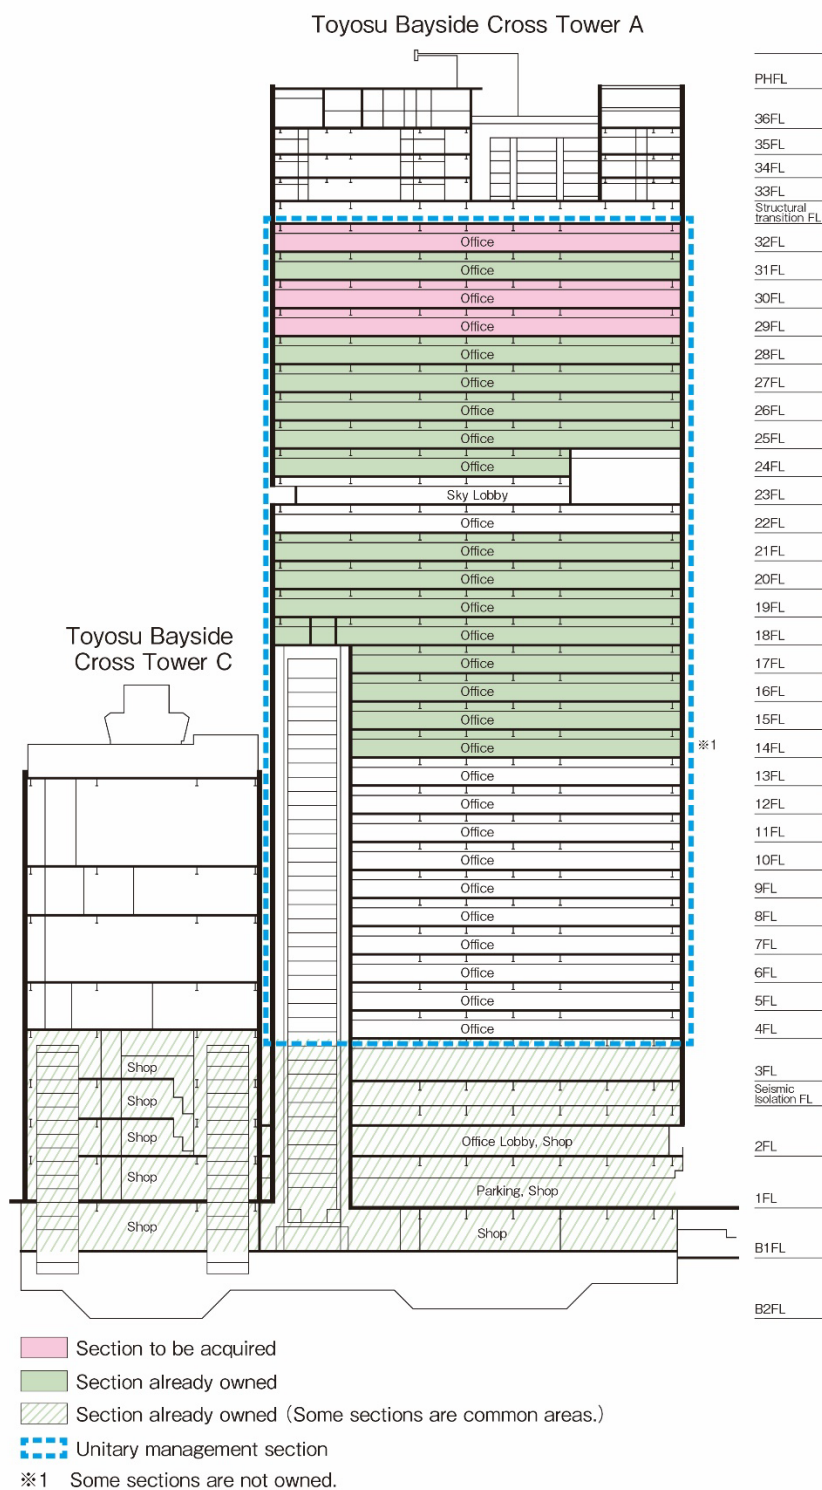 Toyosu Bayside Cross Tower A
PHFL
36FL
35FL
34FL
33FL
Structural
transition FL
Office
32FL
Office
31FL
Office
30FL
Office
29FL
Office
28FL
Office
27FL
Office
26FL
Office
25FL
Office
24FL
Sky Lobby
23FL
Office
22FL
Office
21FL
Office
20FL
Office
19FL
Office
18FL
Toyosu Bayside
Cross Tower C
Office
17FL
Office
16FL
Office
15FL
Office
※1
14FL
Office
13FL
Office
12FL
Office
11FL
Office
10FL
Office
9FL
Office
8FL
Office
7FL
Office
6FL
Office
5FL
Office
4FL
Shop
3FL
Seismic
Isolation FL
Shop
Shop
Office Lobby, Shop
2FL
Shop
Parking, Shop
1FL
Shop
Shop
B1FL
B2FL
Section to be acquired
Section already owned
Section already owned (Some sections are common areas.)
Unitary management section
※1 Some sections are not owned.